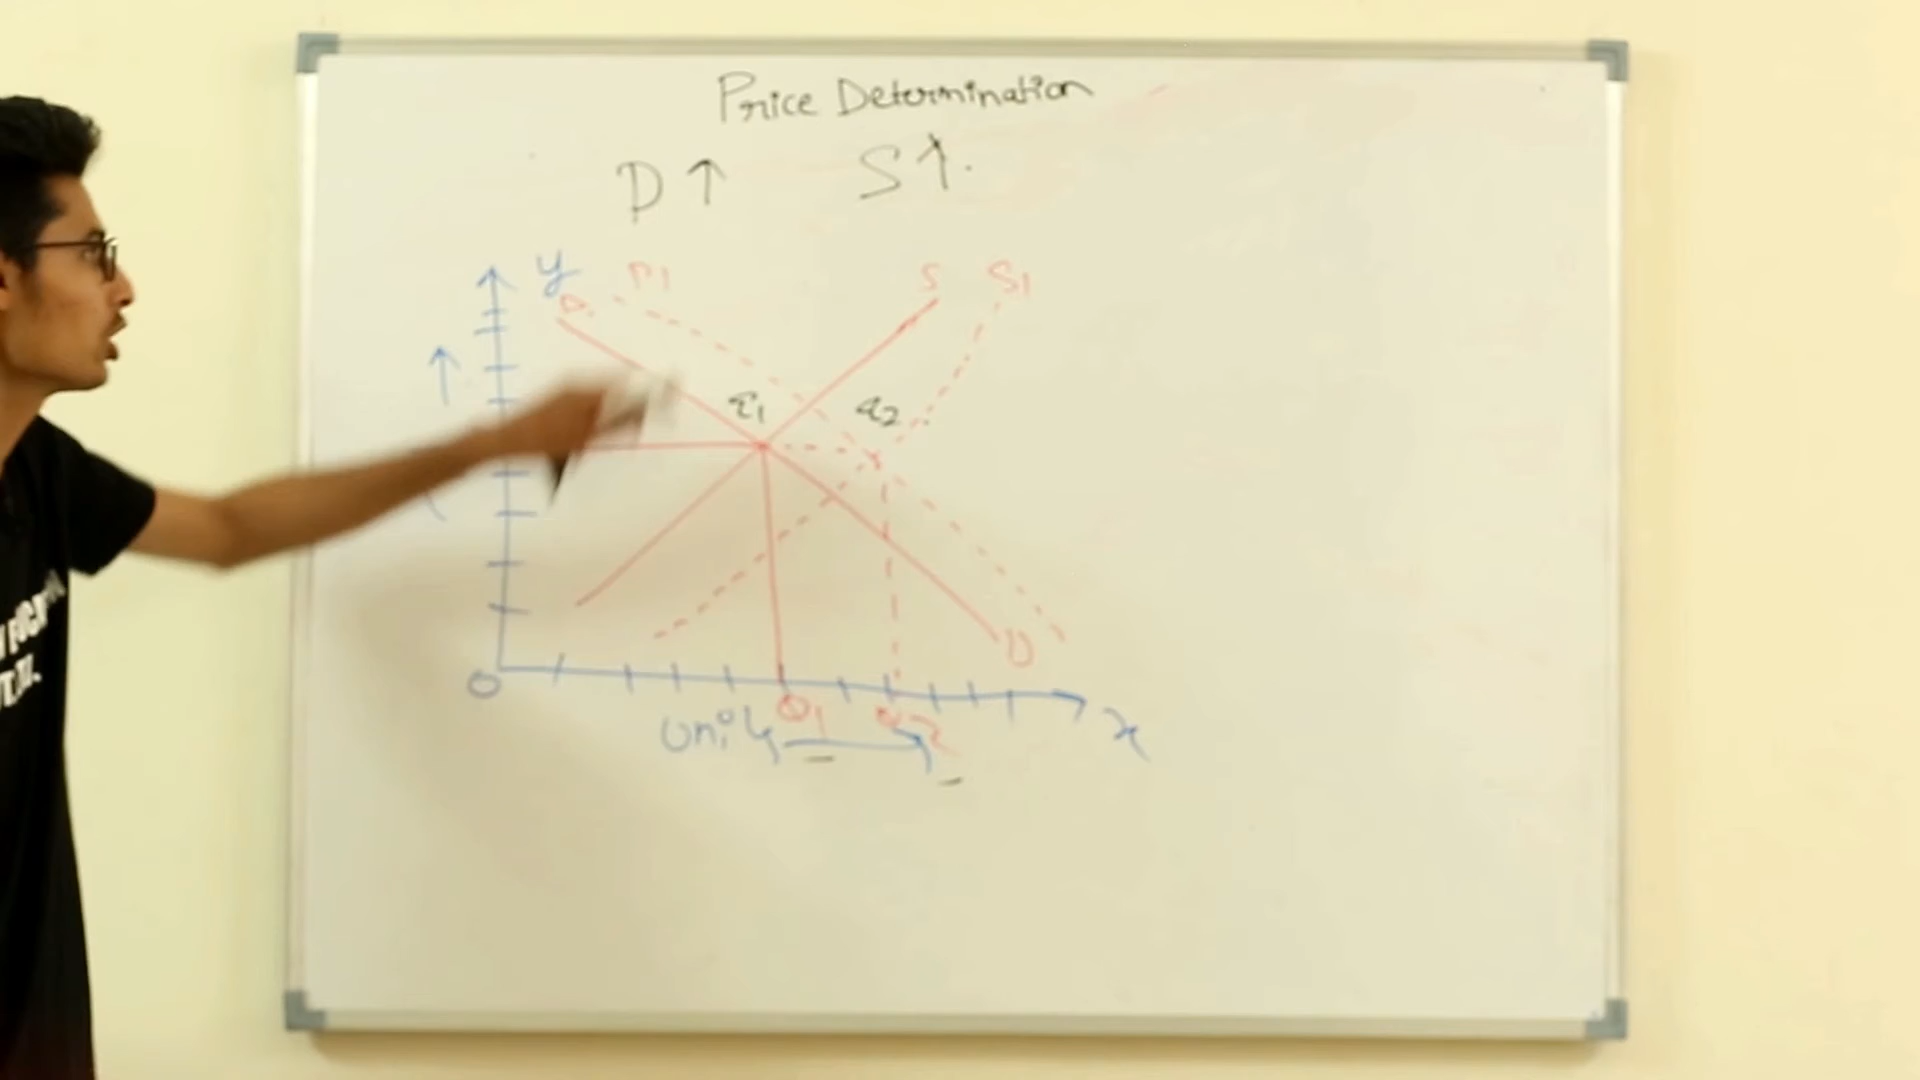 Price Determination
D↑ S↑.
y D1 S S1
D
e1 e2
D
O
Q1 Q2
Units
x